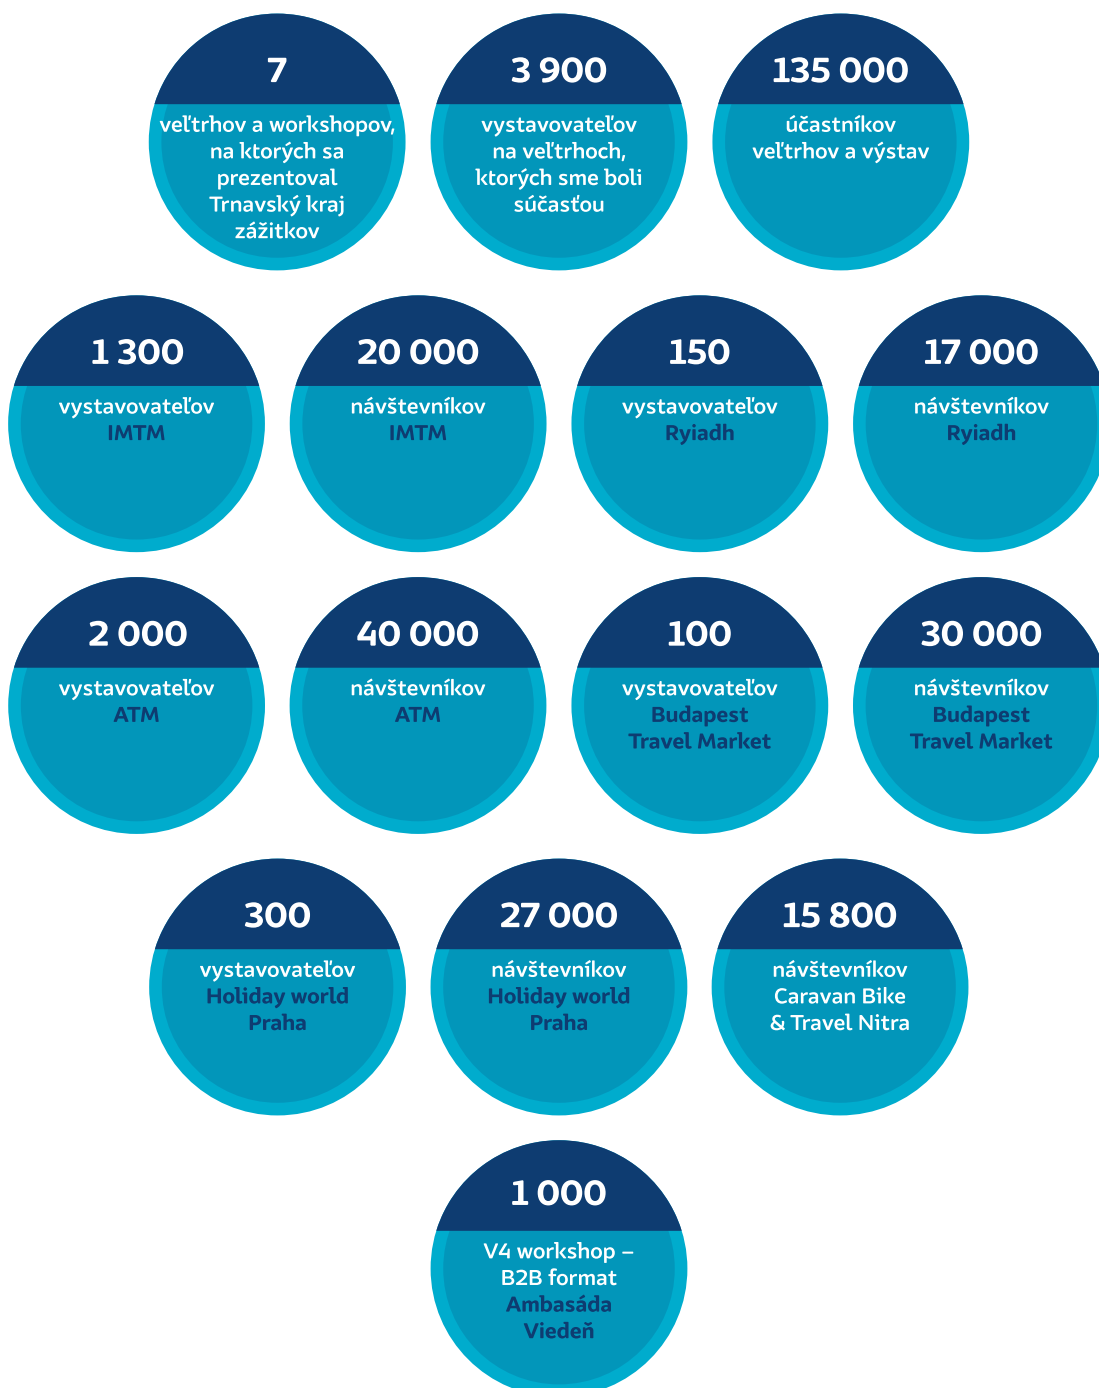 7
veľtrhov a workshopov,
na ktorých sa
prezentoval
Trnavský kraj
zážitkov
3 900
vystavovateľov
na veľtrhoch,
ktorých sme boli
súčasťou
135 000
účastníkov
veľtrhov a výstav
1 300
vystavovateľov
IMTM
20 000
návštevníkov
IMTM
150
vystavovateľov
Ryiadh
17 000
návštevníkov
Ryiadh
2 000
vystavovateľov
ATM
40 000
návštevníkov
ATM
100
vystavovateľov
Budapest
Travel Market
30 000
návštevníkov
Budapest
Travel Market
300
vystavovateľov
Holiday world
Praha
27 000
návštevníkov
Holiday world
Praha
15 800
návštevníkov
Caravan Bike
& Travel Nitra
1 000
V4 workshop –
B2B format
Ambasáda
Viedeň